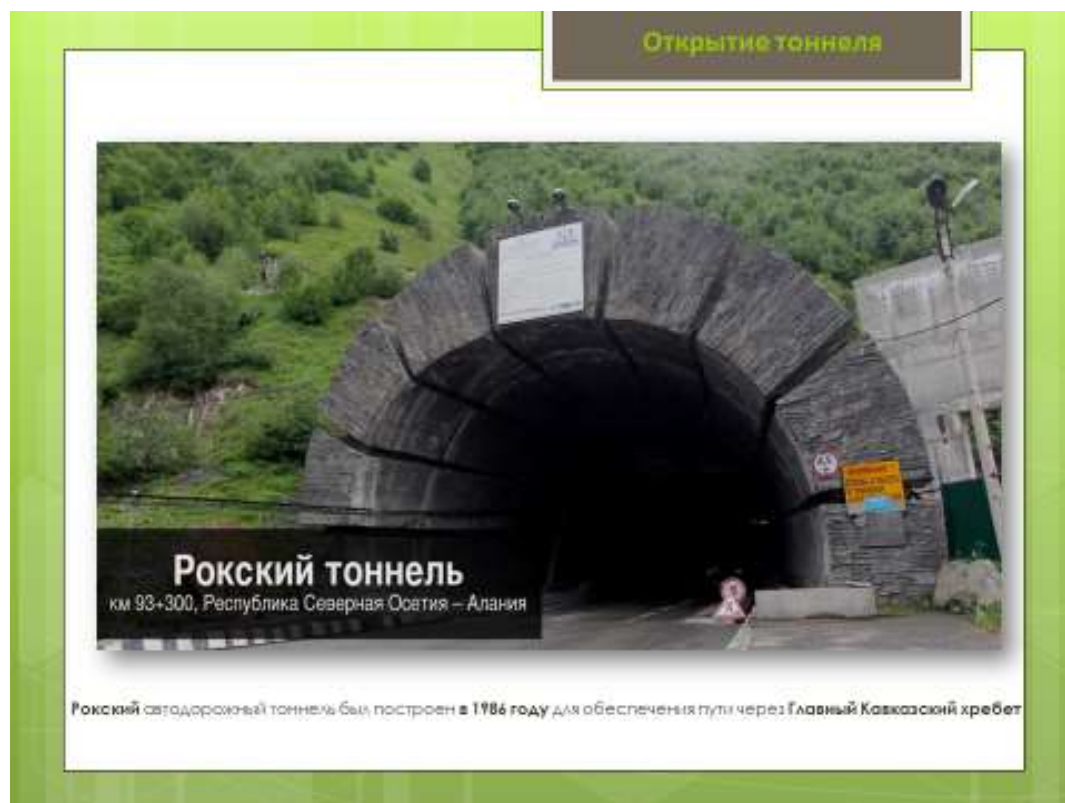 Открытие тоннеля
Рокский тоннель
км 93+300, Республика Северная Осетия – Алания
Рокский автодорожный тоннель был построен в 1986 году для обеспечения пути через Главный Кавказский хребет